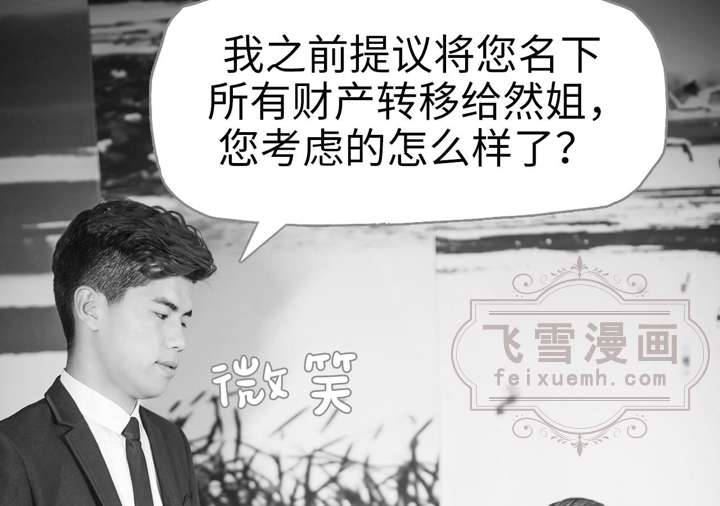 我之前提议将您名下
所有财产转移给然姐，
您考虑的怎么样了？
微笑
飞雪漫画
feixuemh.com